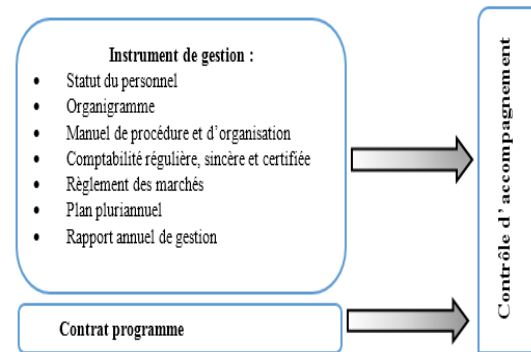 Instrument de gestion :
• Statut du personnel
• Organigramme
• Manuel de procédure et d'organisation
• Comptabilité régulière, sincère et certifiée
• Règlement des marchés
• Plan pluriannuel
• Rapport annuel de gestion
Contrat programme
Contrôle d'accompagnement